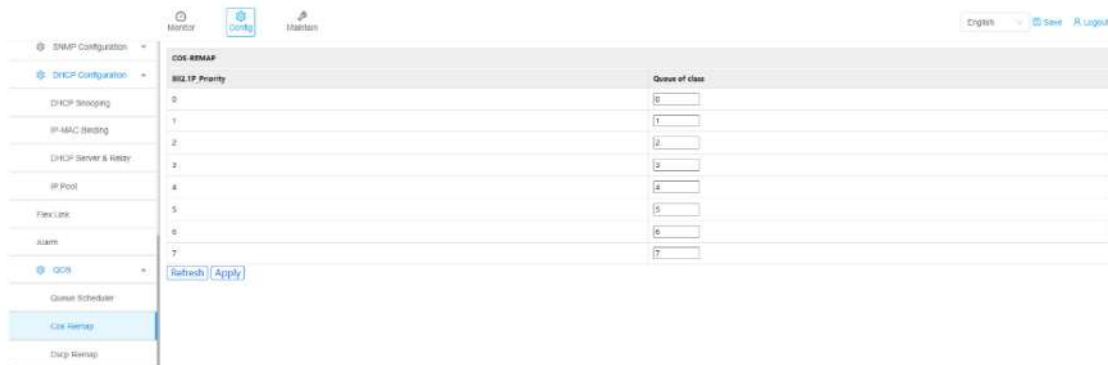 Monitor
Config
Maintain
English
Save
Logout
SNMP Configuration
DHCP Configuration
DHCP Snooping
IP-MAC Binding
DHCP Server & Relay
IP Pool
Flex Link
Alarm
QOS
Queue Scheduler
Cos Remap
Dscp Remap
COS-REMAP
802.1P_Priority Queue of class
0 0
1 1
2 2
3 3
4 4
5 5
6 6
7 7
Refresh Apply